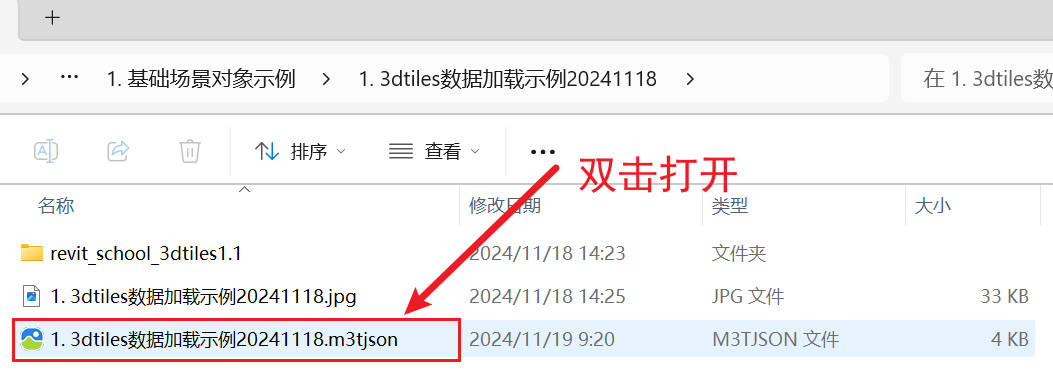 1. 基础场景对象示例 1. 3dtiles数据加载示例20241118 在 1. 3dtiles数
排序 查看
双击打开
名称 修改日期 类型 大小
revit_school_3dtiles1.1 2024/11/18 14:23 文件夹
1. 3dtiles数据加载示例20241118.jpg 2024/11/18 14:25 JPG 文件 33 KB
1. 3dtiles数据加载示例20241118.m3tjson 2024/11/19 9:20 M3TJSON 文件 4 KB